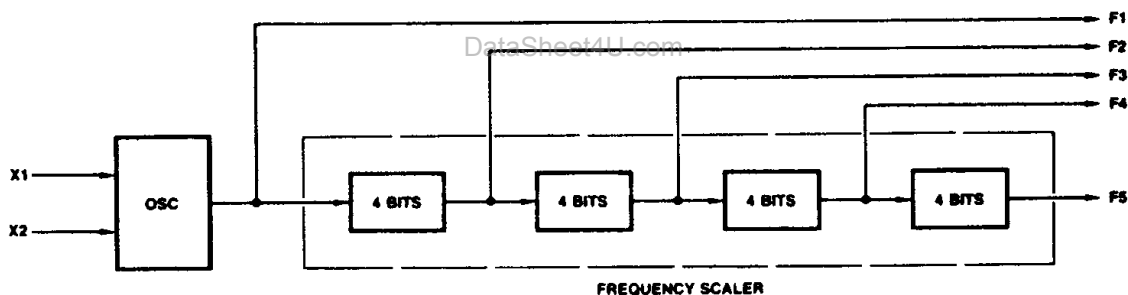 F1
DataSheet4U.com
F2
F3
F4
X1
OSC
4 BITS
4 BITS
4 BITS
4 BITS
F5
X2
FREQUENCY SCALER